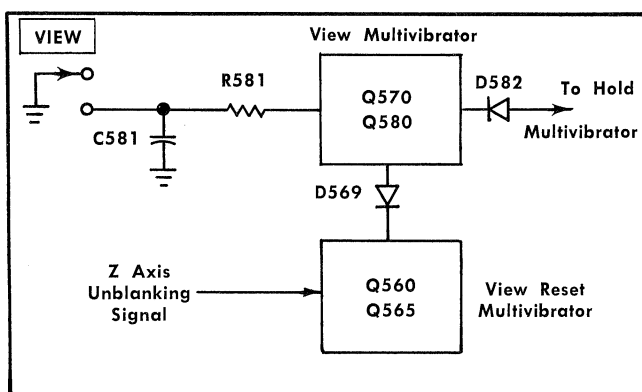 VIEW
View Multivibrator
R581
C581
Q570
Q580
D582
To Hold
Multivibrator
D569
Z Axis
Unblanking
Signal
Q560
Q565
View Reset
Multivibrator